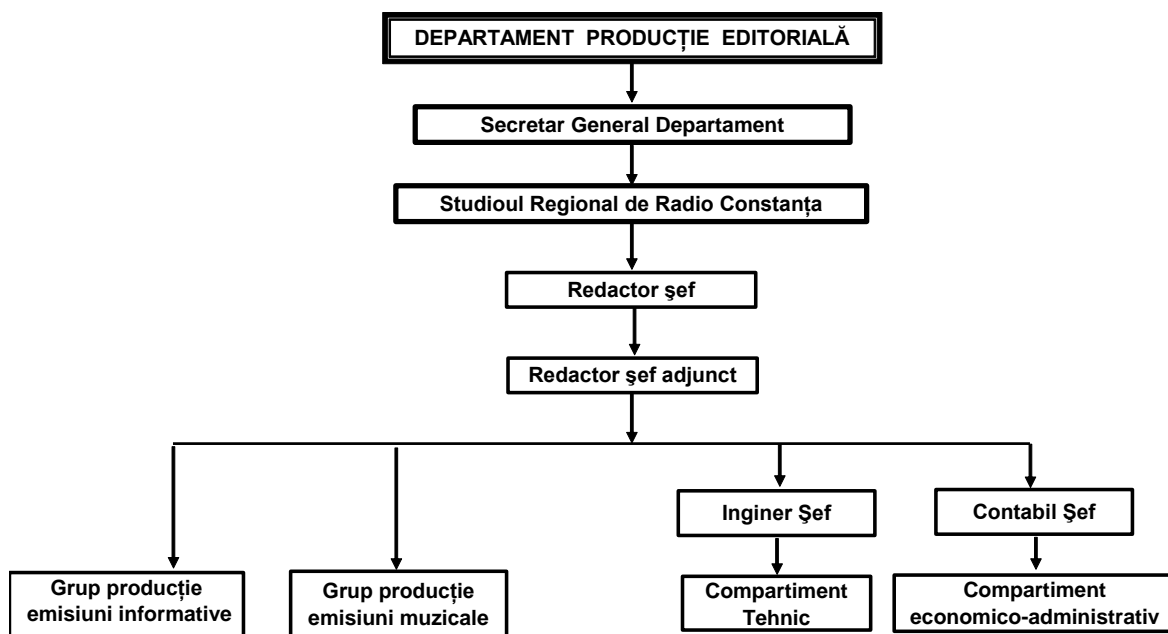 DEPARTAMENT PRODUCȚIE EDITORIALĂ
Secretar General Departament
Studioul Regional de Radio Constanța
Redactor şef
Redactor şef adjunct
Inginer Şef
Contabil Şef
Grup producție
emisiuni informative
Grup producție
emisiuni muzicale
Compartiment
Tehnic
Compartiment
economico-administrativ